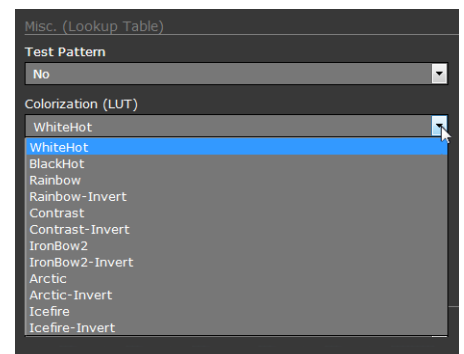 Misc. (Lookup Table)
Test Pattern
No
Colorization (LUT)
WhiteHot
WhiteHot
BlackHot
Rainbow
Rainbow-Invert
Contrast
Contrast-Invert
IronBow2
IronBow2-Invert
Arctic
Arctic-Invert
Icefire
Icefire-Invert